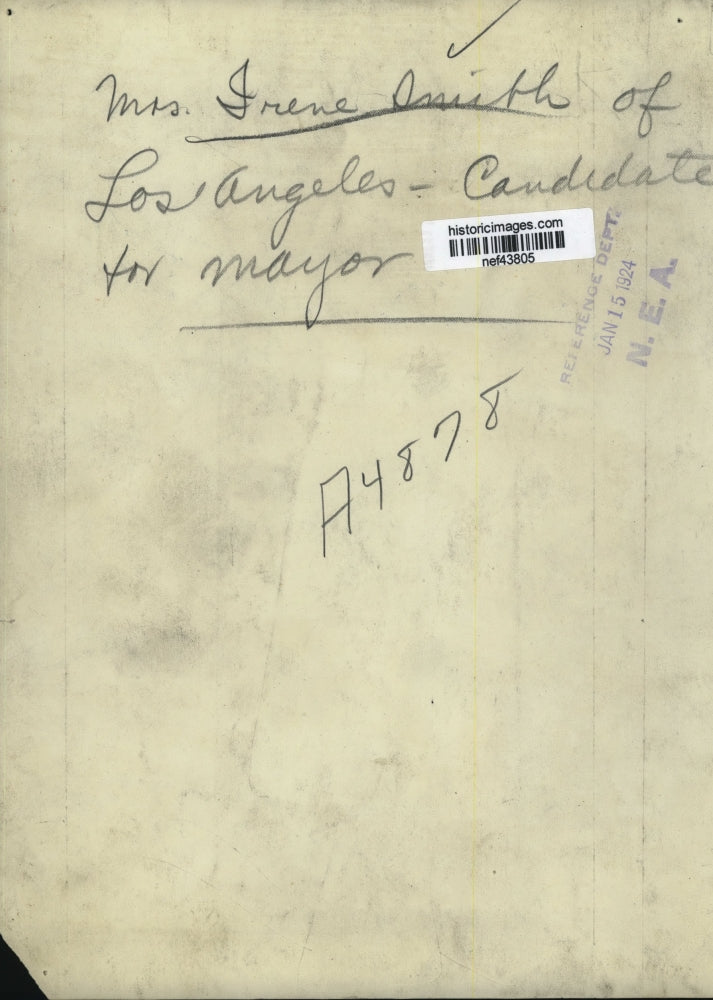 Mrs. Irene Smith of
Los Angeles - Candidate
for mayor
historicimages.com
nef43805
REFERENCE DEPT.
JAN 15 1924
N. E. A.
A4878